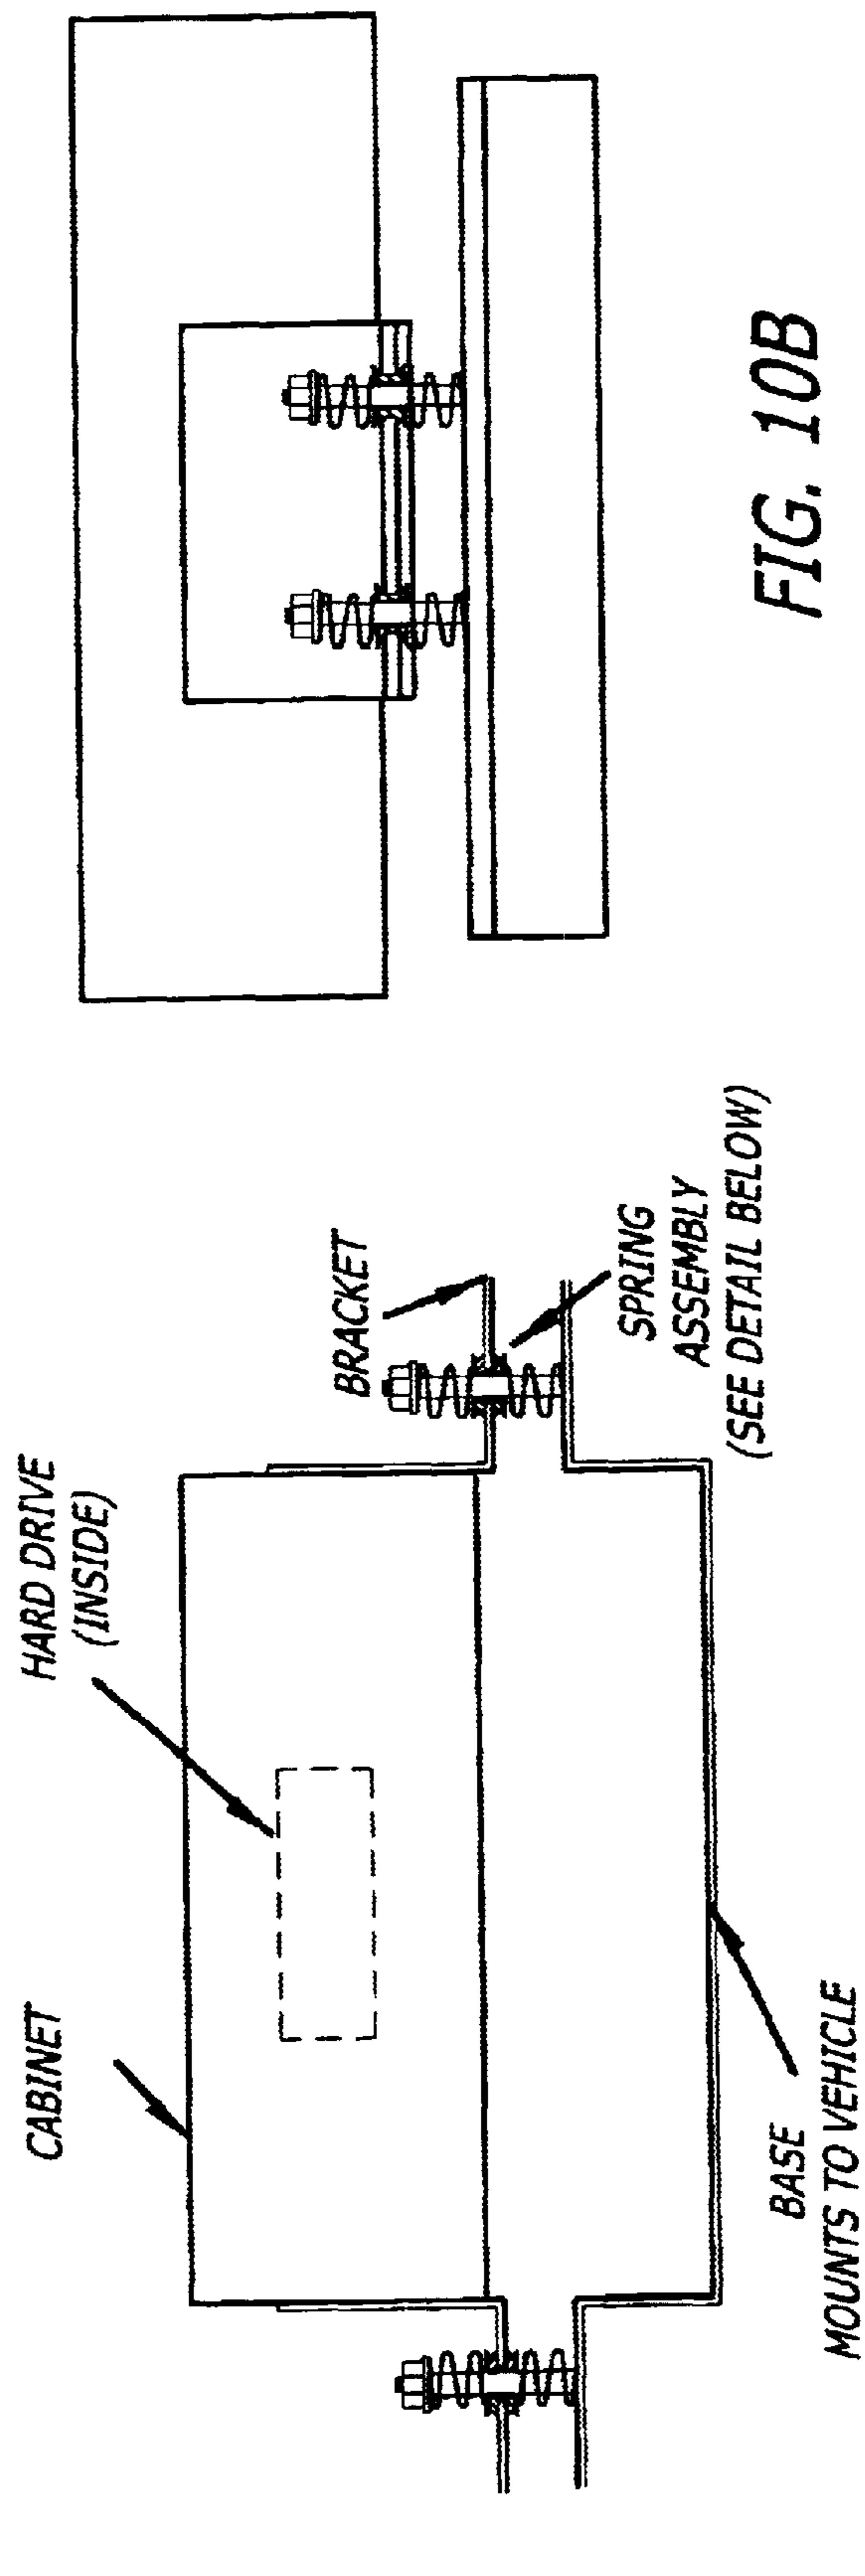 CABINET
HARD DRIVE
(INSIDE)
BRACKET
SPRING
ASSEMBLY
(SEE DETAIL BELOW)
BASE
MOUNTS TO VEHICLE
FIG. 10B